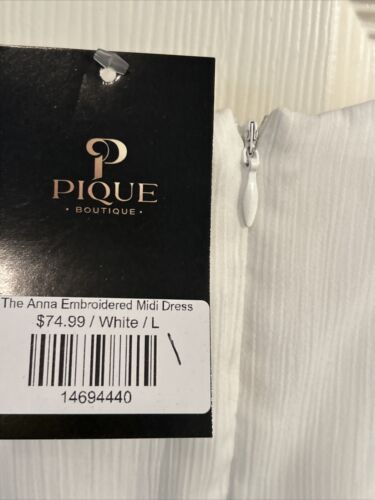 P
PIQUE
• BOUTIQUE •
The Anna Embroidered Midi Dress
$74.99 / White / L
14694440